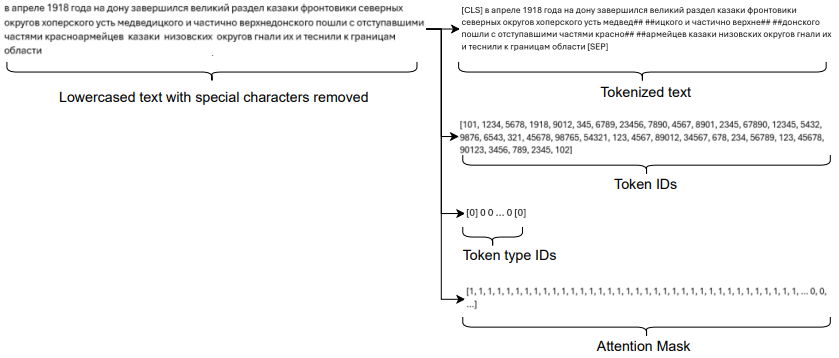 в апреле 1918 года на дону завершился великий раздел казаки фронтовики северных
округов хоперского усть медведицкого и частично верхнедонского пошли с отступавшими
частями красноармейцев казаки низовских округов гнали их и теснили к границам
области
Lowercased text with special characters removed
[CLS] в апреле 1918 года на дону завершился великий раздел казаки фронтовики
северных округов хоперского усть медвед## ##ицкого и частично верхне## ##донского
пошли с отступавшими частями красно## ##армейцев казаки низовских округов гнали их
и теснили к границам области [SEP]
Tokenized text
[101, 1234, 5678, 1918, 9012, 345, 6789, 23456, 7890, 4567, 8901, 2345, 67890, 12345, 5432,
9876, 6543, 321, 45678, 98765, 54321, 123, 4567, 89012, 34567, 678, 234, 56789, 123, 45678,
90123, 3456, 789, 2345, 102]
Token IDs
[0] 0 0 ... 0 [0]
Token type IDs
[1, 1, 1, 1, 1, 1, 1, 1, 1, 1, 1, 1, 1, 1, 1, 1, 1, 1, 1, 1, 1, 1, 1, 1, 1, 1, 1, 1, 1, 1, 1, 1, 1, 1, 1, 1, ... 0, 0,
...]
Attention Mask